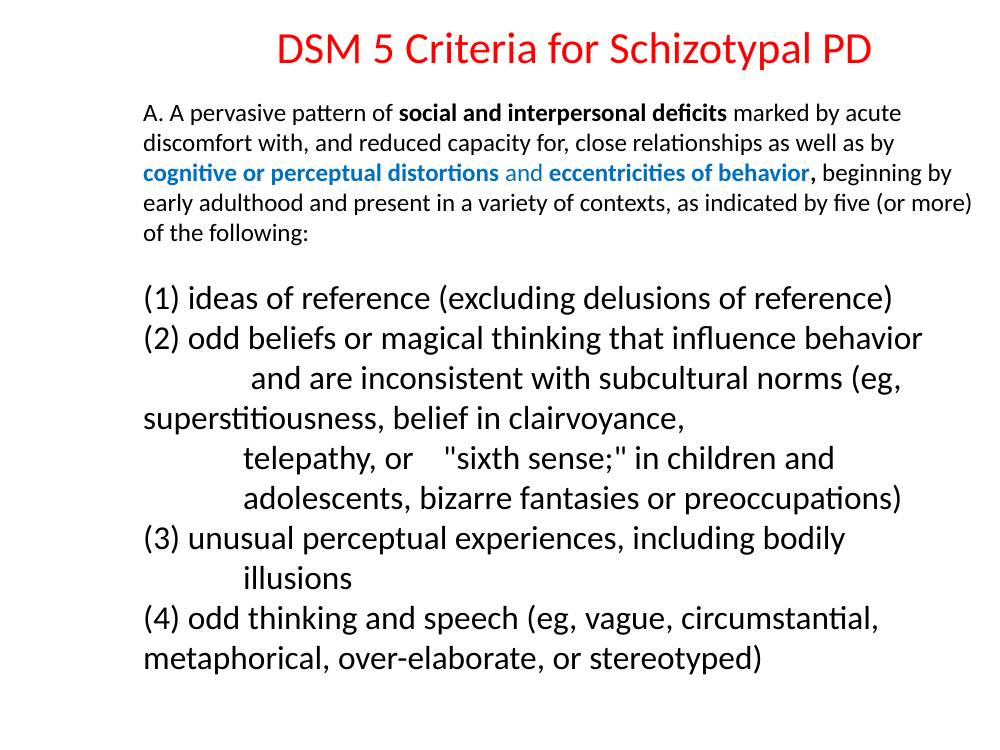 DSM 5 Criteria for Schizotypal PD
A. A pervasive pattern of social and interpersonal deficits marked by acute
discomfort with, and reduced capacity for, close relationships as well as by
cognitive or perceptual distortions and eccentricities of behavior, beginning by
early adulthood and present in a variety of contexts, as indicated by five (or more)
of the following:
(1) ideas of reference (excluding delusions of reference)
(2) odd beliefs or magical thinking that influence behavior
and are inconsistent with subcultural norms (eg,
superstitiousness, belief in clairvoyance,
telepathy, or "sixth sense;" in children and
adolescents, bizarre fantasies or preoccupations)
(3) unusual perceptual experiences, including bodily
illusions
(4) odd thinking and speech (eg, vague, circumstantial,
metaphorical, over-elaborate, or stereotyped)